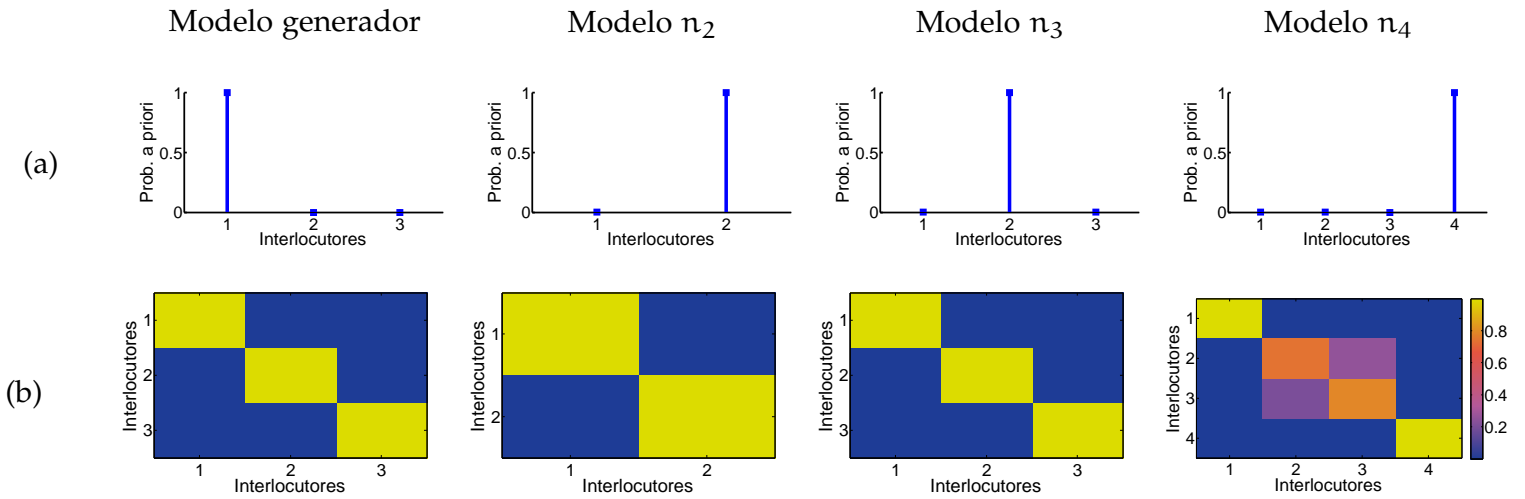 Modelo generador
Modelo n2
Modelo n3
Modelo n4
(a)
Prob. a priori
1
0.5
0
1 2 3
Interlocutores
Prob. a priori
1
0.5
0
1 2
Interlocutores
Prob. a priori
1
0.5
0
1 2 3
Interlocutores
Prob. a priori
1
0.5
0
1 2 3 4
Interlocutores
(b)
Interlocutores
1
2
3
1 2 3
Interlocutores
Interlocutores
1
2
1 2
Interlocutores
Interlocutores
1
2
3
1 2 3
Interlocutores
Interlocutores
1
2
3
4
1 2 3 4
Interlocutores
0.8
0.6
0.4
0.2